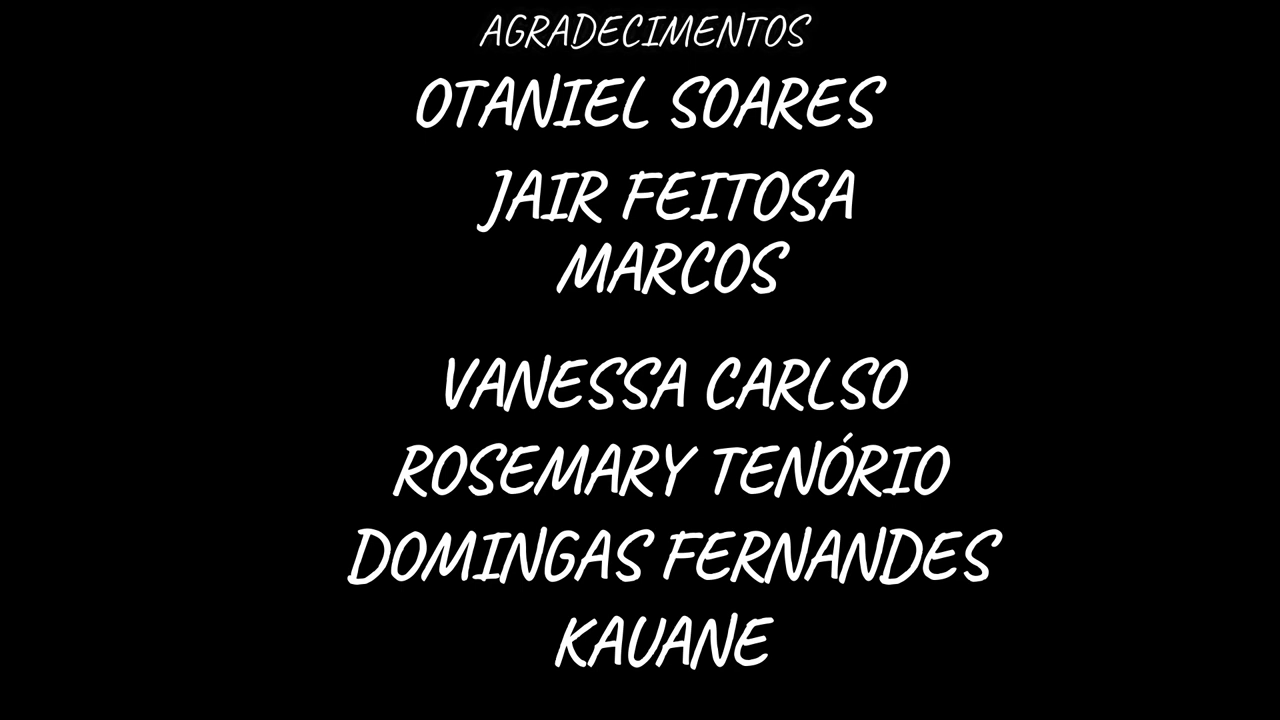 AGRADECIMENTOS
OTANIEL SOARES
JAIR FEITOSA
MARCOS
VANESSA CARLSO
ROSEMARY TENÓRIO
DOMINGAS FERNANDES
KAUANE